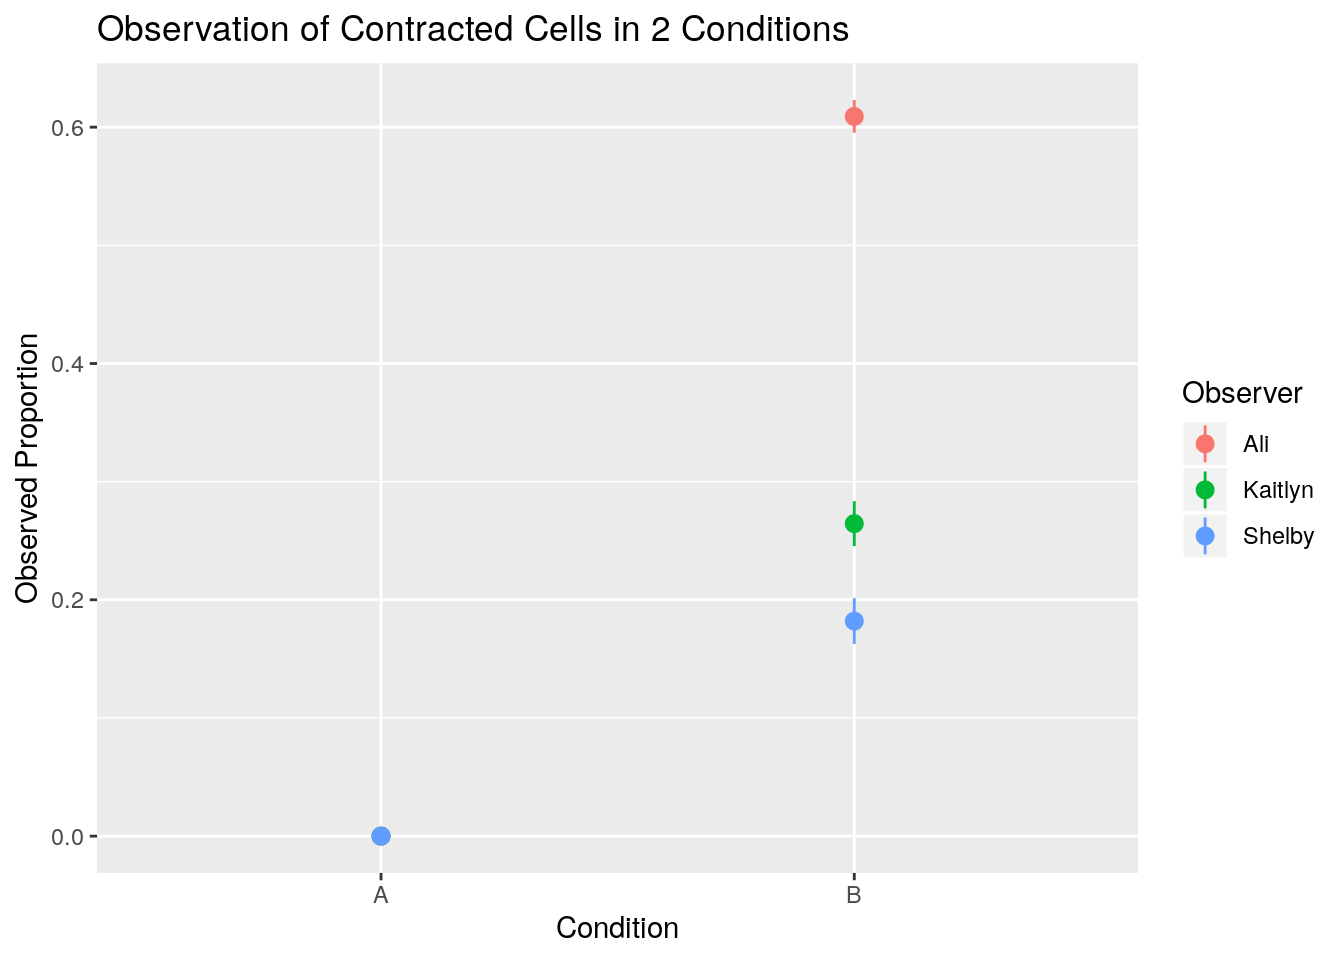 Observation of Contracted Cells in 2 Conditions
Observed Proportion
0.6
0.4
0.2
0.0
A
B
Condition
Observer
Ali
Kaitlyn
Shelby